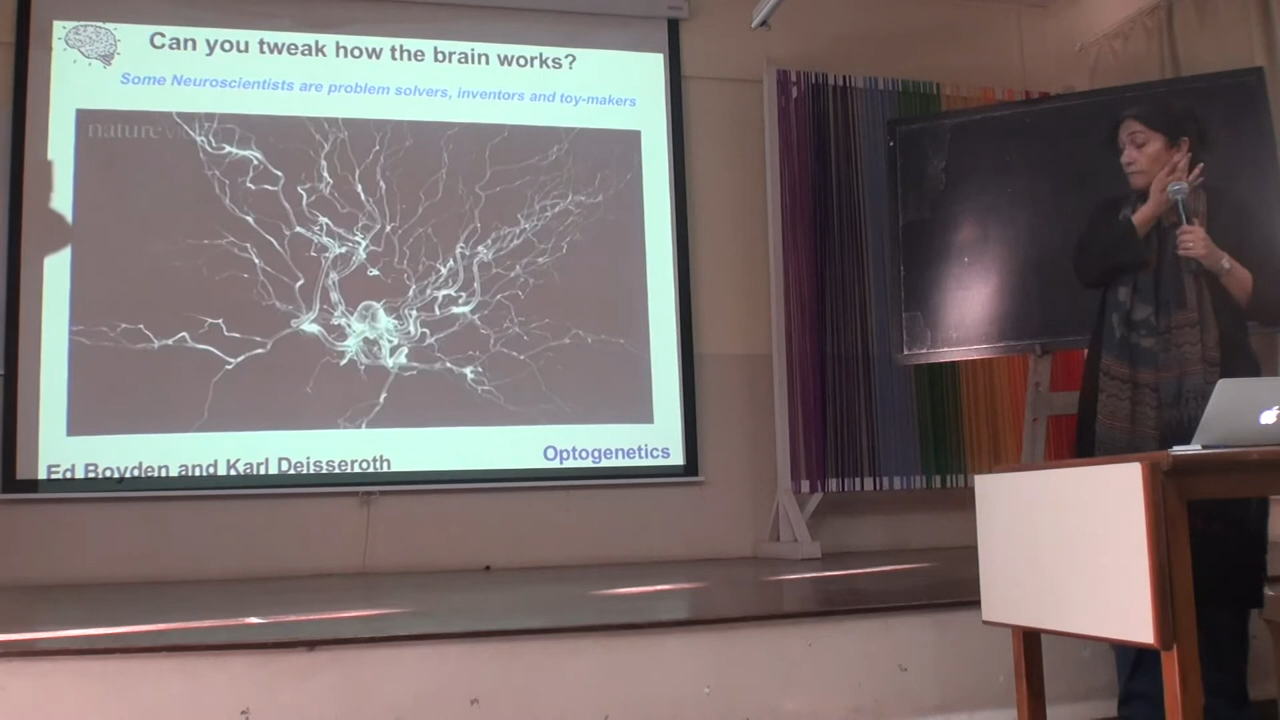 Can you tweak how the brain works?
Some Neuroscientists are problem solvers, inventors and toy-makers
nature video
Ed Boyden and Karl Deisseroth
Optogenetics